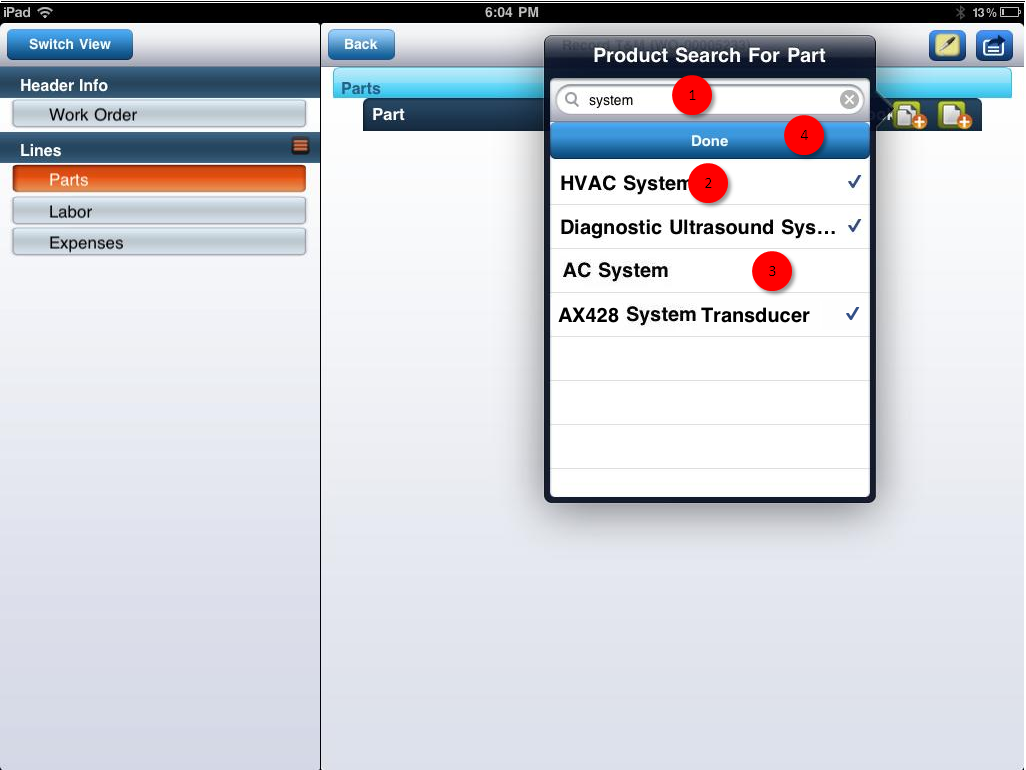 iPad 6:04 PM 13%
Switch View
Back
Product Search For Part
Header Info
Parts
system 1
Work Order
Part
Done 4
Lines
Parts
HVAC System 2
Labor
Diagnostic Ultrasound Sys...
Expenses
AC System 3
AX428 System Transducer